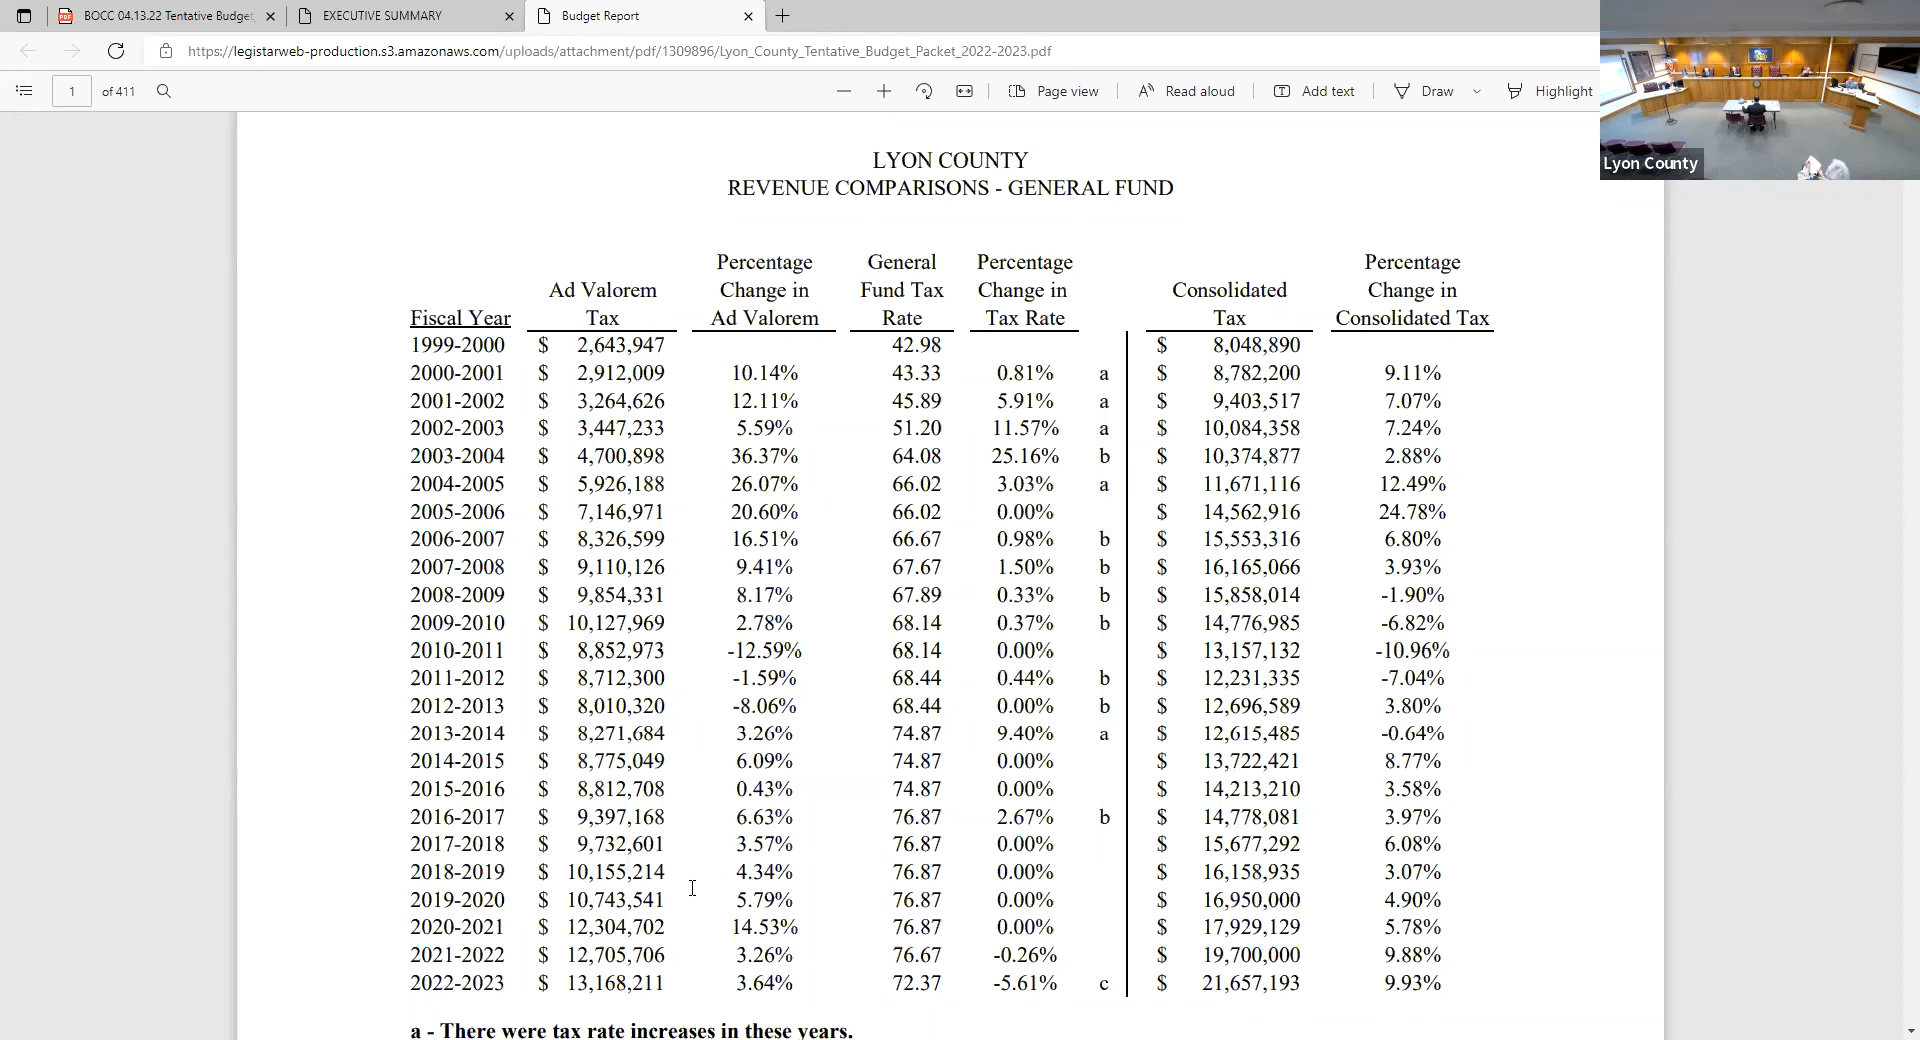 BOCC 04.13.22 Tentative Budget
EXECUTIVE SUMMARY
Budget Report
https://legistarweb-production.s3.amazonaws.com/uploads/attachment/pdf/1309896/Lyon_County_Tentative_Budget_Packet_2022-2023.pdf
1 of 411 Page view Read aloud Add text Draw Highlight
Lyon County
LYON COUNTY
REVENUE COMPARISONS - GENERAL FUND
Percentage General Percentage Percentage
Ad Valorem Change in Fund Tax Change in Consolidated Change in
Fiscal Year Tax Ad Valorem Rate Tax Rate Tax Consolidated Tax
1999-2000 $ 2,643,947 42.98 $ 8,048,890
2000-2001 $ 2,912,009 10.14% 43.33 0.81% a $ 8,782,200 9.11%
2001-2002 $ 3,264,626 12.11% 45.89 5.91% a $ 9,403,517 7.07%
2002-2003 $ 3,447,233 5.59% 51.20 11.57% a $ 10,084,358 7.24%
2003-2004 $ 4,700,898 36.37% 64.08 25.16% b $ 10,374,877 2.88%
2004-2005 $ 5,926,188 26.07% 66.02 3.03% a $ 11,671,116 12.49%
2005-2006 $ 7,146,971 20.60% 66.02 0.00% $ 14,562,916 24.78%
2006-2007 $ 8,326,599 16.51% 66.67 0.98% b $ 15,553,316 6.80%
2007-2008 $ 9,110,126 9.41% 67.67 1.50% b $ 16,165,066 3.93%
2008-2009 $ 9,854,331 8.17% 67.89 0.33% b $ 15,858,014 -1.90%
2009-2010 $ 10,127,969 2.78% 68.14 0.37% b $ 14,776,985 -6.82%
2010-2011 $ 8,852,973 -12.59% 68.14 0.00% $ 13,157,132 -10.96%
2011-2012 $ 8,712,300 -1.59% 68.44 0.44% b $ 12,231,335 -7.04%
2012-2013 $ 8,010,320 -8.06% 68.44 0.00% b $ 12,696,589 3.80%
2013-2014 $ 8,271,684 3.26% 74.87 9.40% a $ 12,615,485 -0.64%
2014-2015 $ 8,775,049 6.09% 74.87 0.00% $ 13,722,421 8.77%
2015-2016 $ 8,812,708 0.43% 74.87 0.00% $ 14,213,210 3.58%
2016-2017 $ 9,397,168 6.63% 76.87 2.67% b $ 14,778,081 3.97%
2017-2018 $ 9,732,601 3.57% 76.87 0.00% $ 15,677,292 6.08%
2018-2019 $ 10,155,214 4.34% 76.87 0.00% $ 16,158,935 3.07%
2019-2020 $ 10,743,541 5.79% 76.87 0.00% $ 16,950,000 4.90%
2020-2021 $ 12,304,702 14.53% 76.87 0.00% $ 17,929,129 5.78%
2021-2022 $ 12,705,706 3.26% 76.67 -0.26% $ 19,700,000 9.88%
2022-2023 $ 13,168,211 3.64% 72.37 -5.61% c $ 21,657,193 9.93%
a - There were tax rate increases in these years.